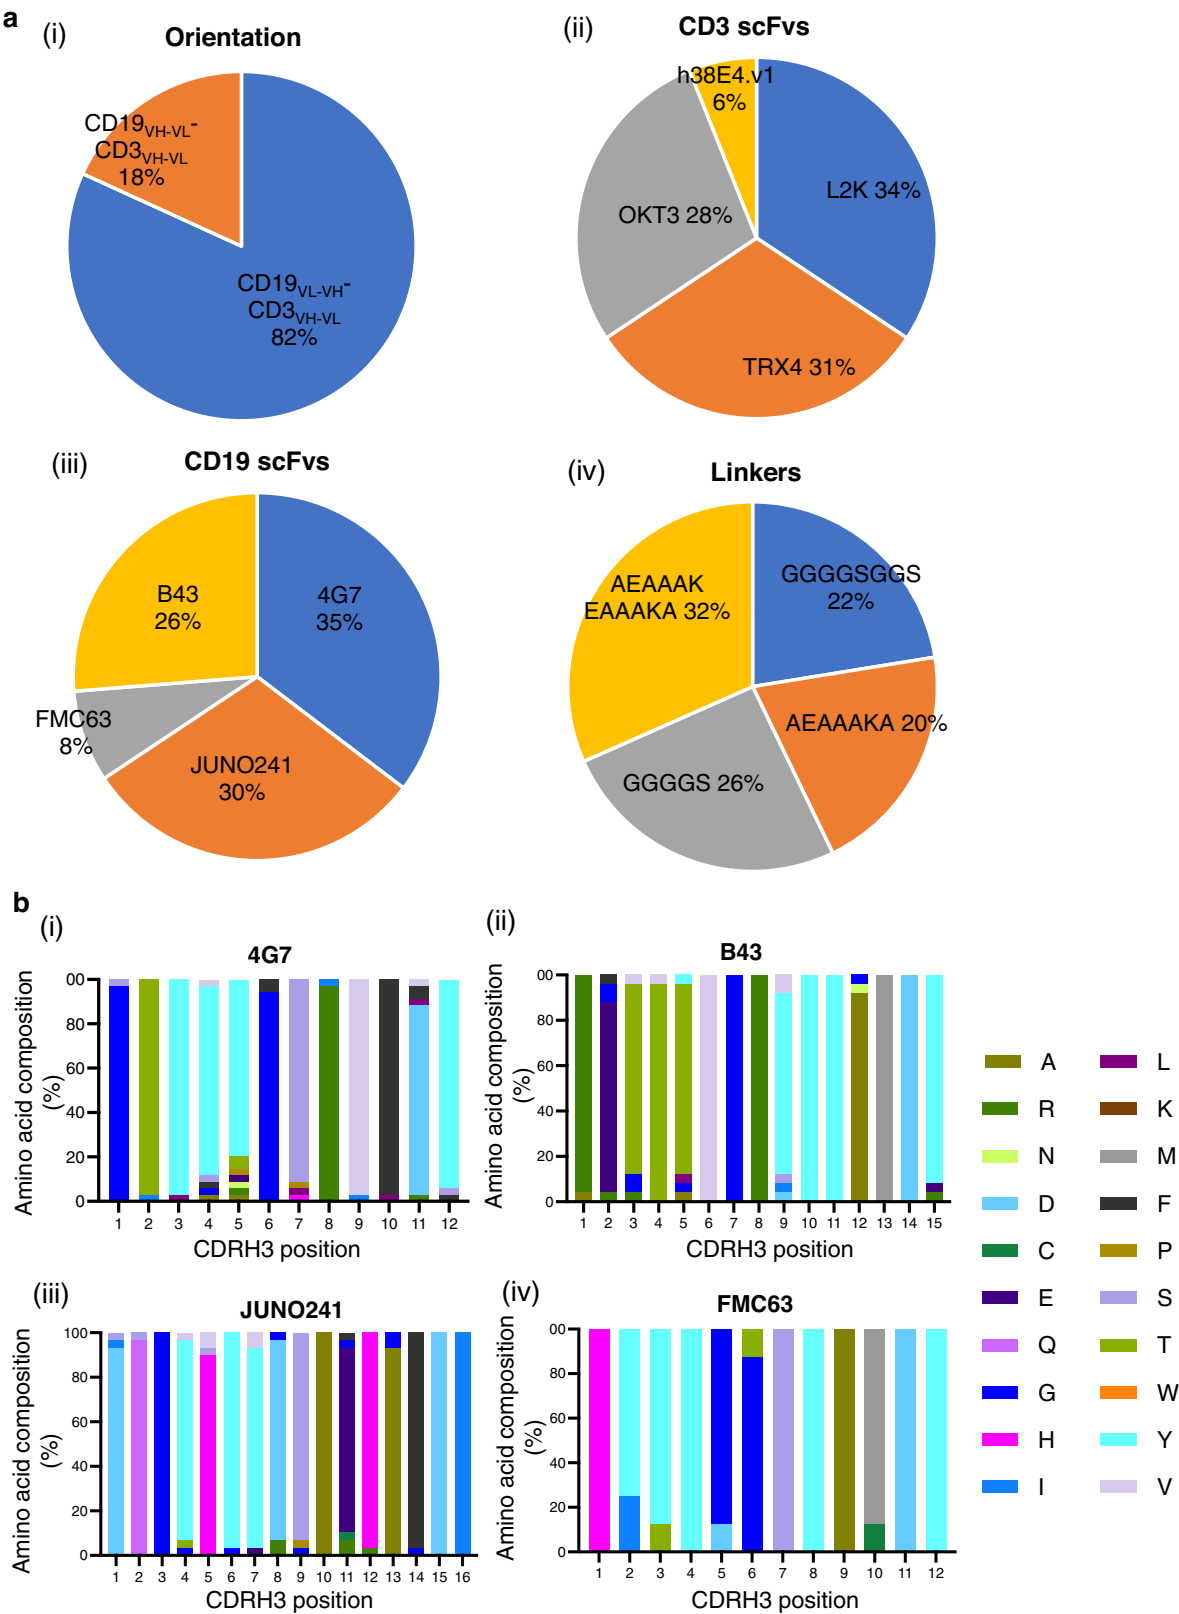 a
(i)
Orientation
CD19VH-VL-
CD3VH-VL
18%
CD19VL-VH-
CD3VH-VL
82%
(ii)
CD3 scFvs
h38E4.v1
6%
L2K 34%
OKT3 28%
TRX4 31%
(iii)
CD19 scFvs
B43
26%
4G7
35%
FMC63
8%
JUNO241
30%
(iv)
Linkers
AEAAAK
EAAAKA 32%
GGGGSGGS
22%
AEAAAKA 20%
GGGGS 26%
b
(i)
4G7
Amino acid composition
(%)
00
80
60
40
20
0
1 2 3 4 5 6 7 8 9 10 11 12
CDRH3 position
(ii)
B43
Amino acid composition
(%)
00
80
60
40
20
0
1 2 3 4 5 6 7 8 9 10 11 12 13 14 15
CDRH3 position
(iii)
JUNO241
Amino acid composition
(%)
100
80
60
40
20
0
1 2 3 4 5 6 7 8 9 10 11 12 13 14 15 16
CDRH3 position
(iv)
FMC63
Amino acid composition
(%)
00
80
60
40
20
0
1 2 3 4 5 6 7 8 9 10 11 12
CDRH3 position
A L
R K
N M
D F
C P
E S
Q T
G W
H Y
I V